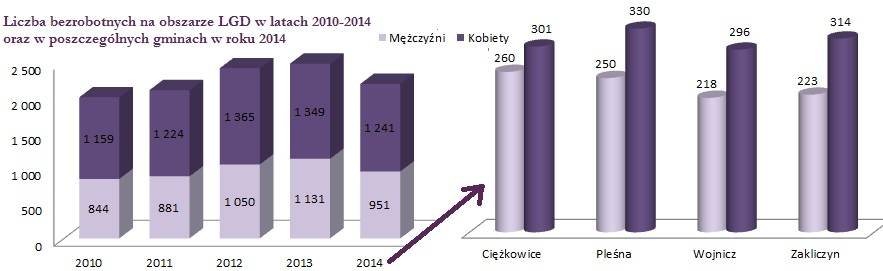 Liczba bezrobotnych na obszarze LGD w latach 2010-2014
oraz w poszczególnych gminach w roku 2014
Mężczyźni Kobiety
2 500
2 000
1 500
1 000
500
0
1 159 1 224 1 365 1 349 1 241
844 881 1 050 1 131 951
2010 2011 2012 2013 2014
260 301 250 330 218 296 223 314
Ciężkowice Pleśna Wojnicz Zakliczyn